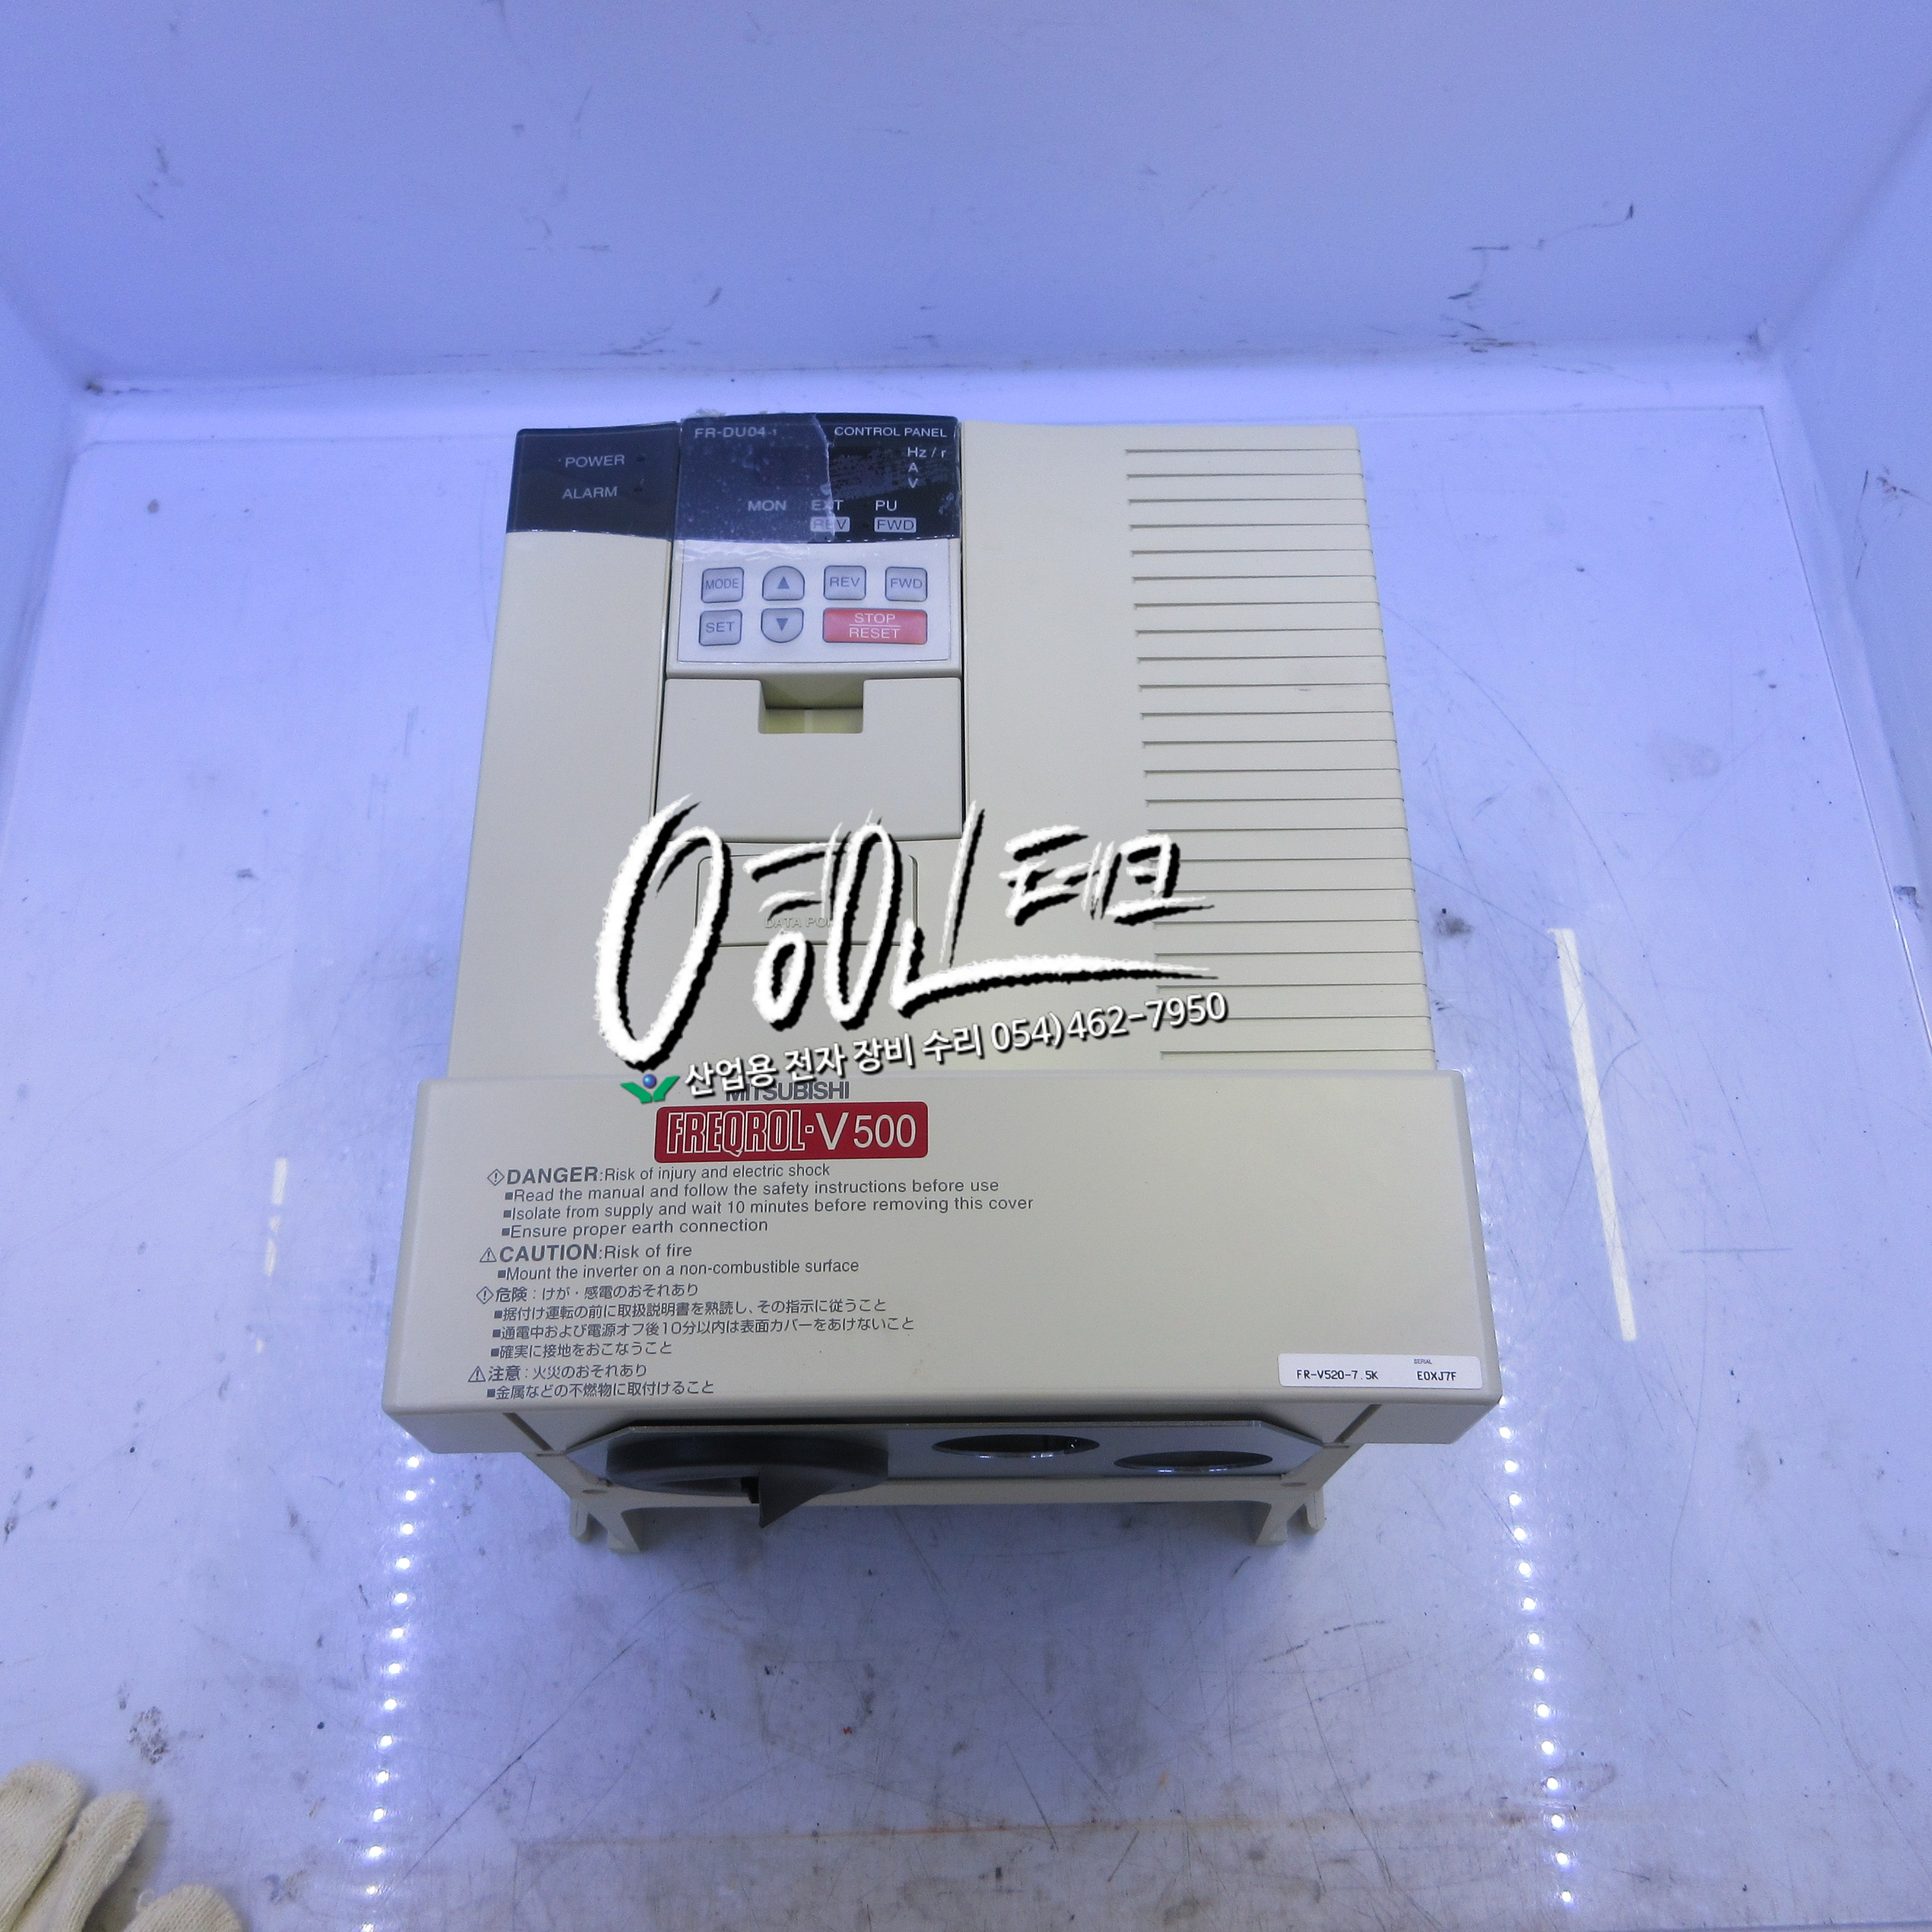 FR-DU04-1
CONTROL PANEL
POWER
ALARM
Hz / r
A
V
MON EXT PU
REV FWD
MODE ▲ REV FWD
SET ▼ STOP
RESET
영인테크
산업용 전자 장비 수리 054)462-7950
MITSUBISHI
FREQROL-V500
DANGER:Risk of injury and electric shock
■Read the manual and follow the safety instructions before use
■Isolate from supply and wait 10 minutes before removing this cover
■Ensure proper earth connection
CAUTION:Risk of fire
■Mount the inverter on a non-combustible surface
危険：けが・感電のおそれあり
■据付け運転の前に取扱説明書を熟読し、その指示に従うこと
■通電中および電源オフ後10分以内は表面カバーをあけないこと
■確実に接地をおこなうこと
注意：火災のおそれあり
■金属などの不燃物に取付けること
SERIAL
FR-V520-7.5K E0XJ7F